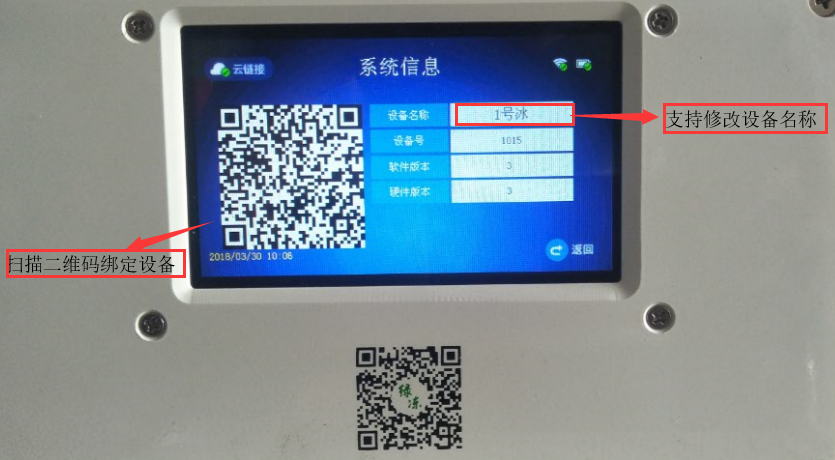 云链接
系统信息
设备名称 1号冰
设备号 1015
软件版本 3
硬件版本 3
支持修改设备名称
扫描二维码绑定设备
2018/03/30 10:06
返回
绿
冻